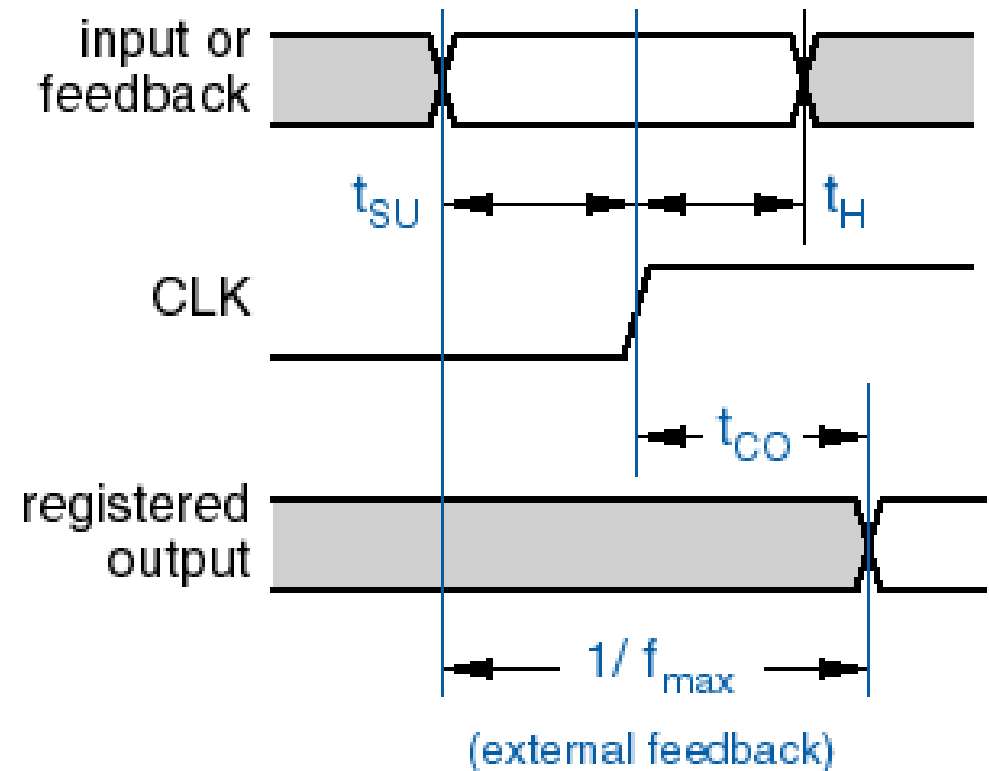 input or
feedback
tSU
tH
CLK
tCO
registered
output
1/ fmax
(external feedback)